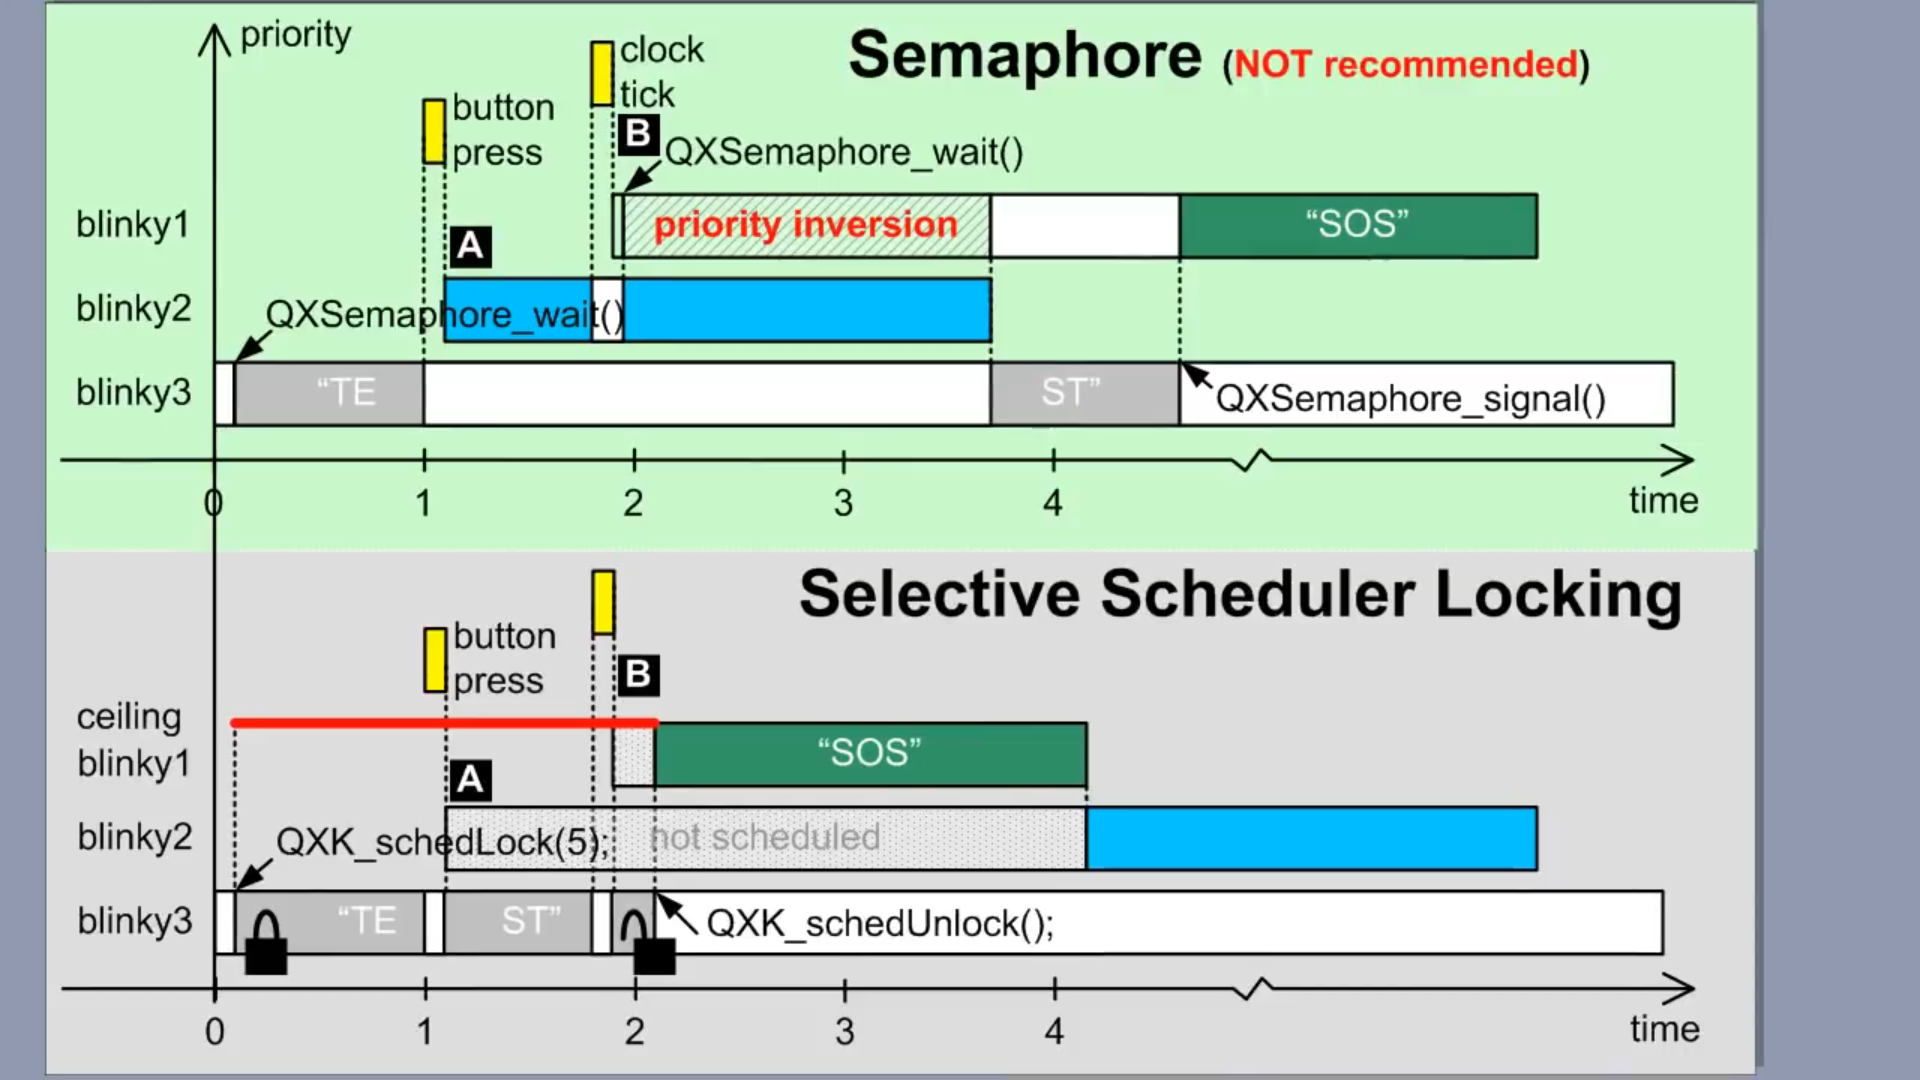 priority
Semaphore (NOT recommended)
clock
tick
button
press
B
QXSemaphore_wait()
blinky1
priority inversion
“SOS”
A
blinky2
QXSemaphore_wait()
blinky3
“TE
ST”
QXSemaphore_signal()
0 1 2 3 4 time
Selective Scheduler Locking
button
press
B
ceiling
blinky1
“SOS”
A
blinky2
QXK_schedLock(5);
not scheduled
blinky3
“TE
ST”
QXK_schedUnlock();
0 1 2 3 4 time